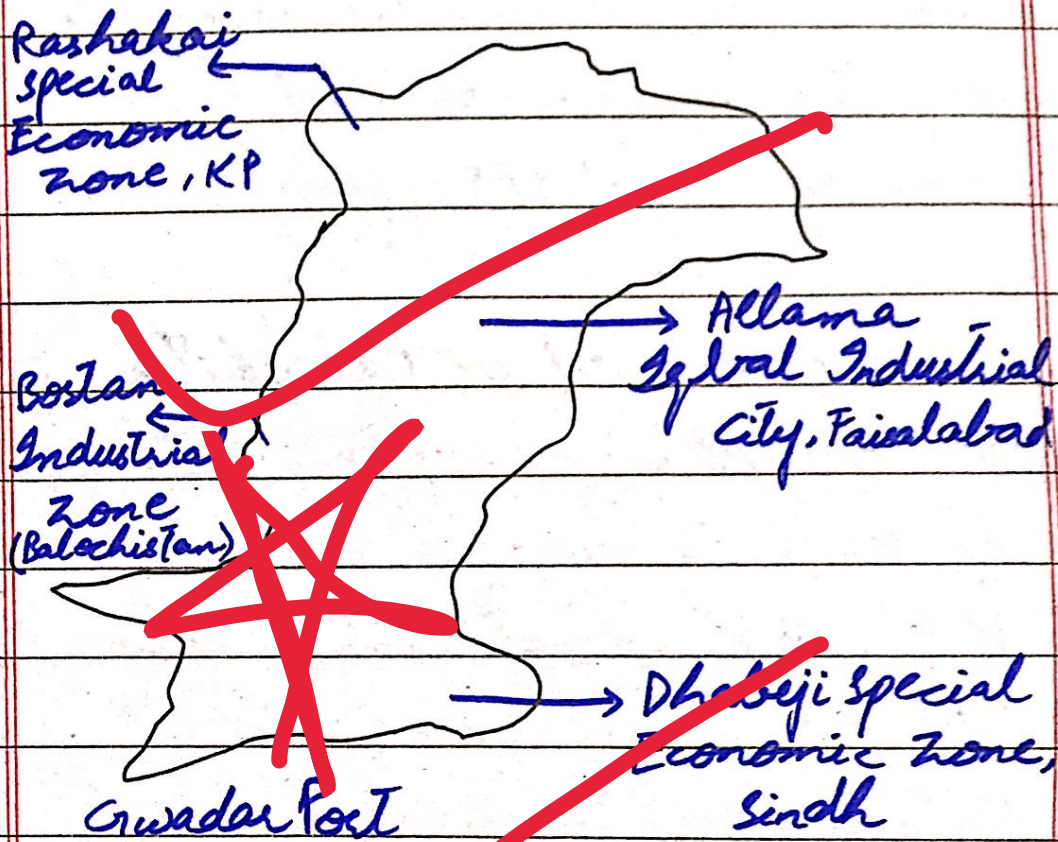 Rashakai
special
Economic
zone, KP
Allama
Iqbal Industrial
City, Faisalabad
Bostan
Industrial
zone
(Balochistan)
Dhabeji special
Economic zone,
Sindh
Gwadar Port